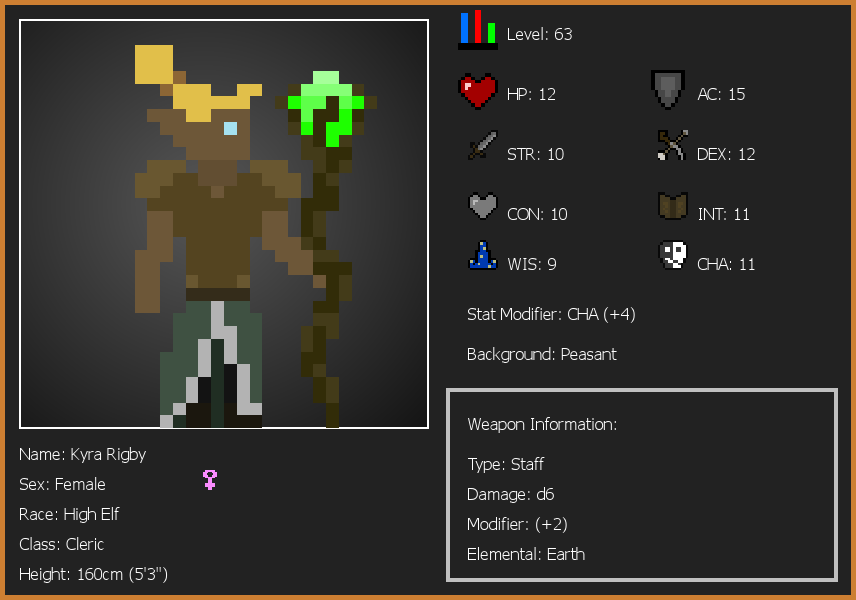 Level: 63
HP: 12
AC: 15
STR: 10
DEX: 12
CON: 10
INT: 11
WIS: 9
CHA: 11
Stat Modifier: CHA (+4)
Background: Peasant
Weapon Information:
Type: Staff
Damage: d6
Modifier: (+2)
Elemental: Earth
Name: Kyra Rigby
Sex: Female
Race: High Elf
Class: Cleric
Height: 160cm (5'3")